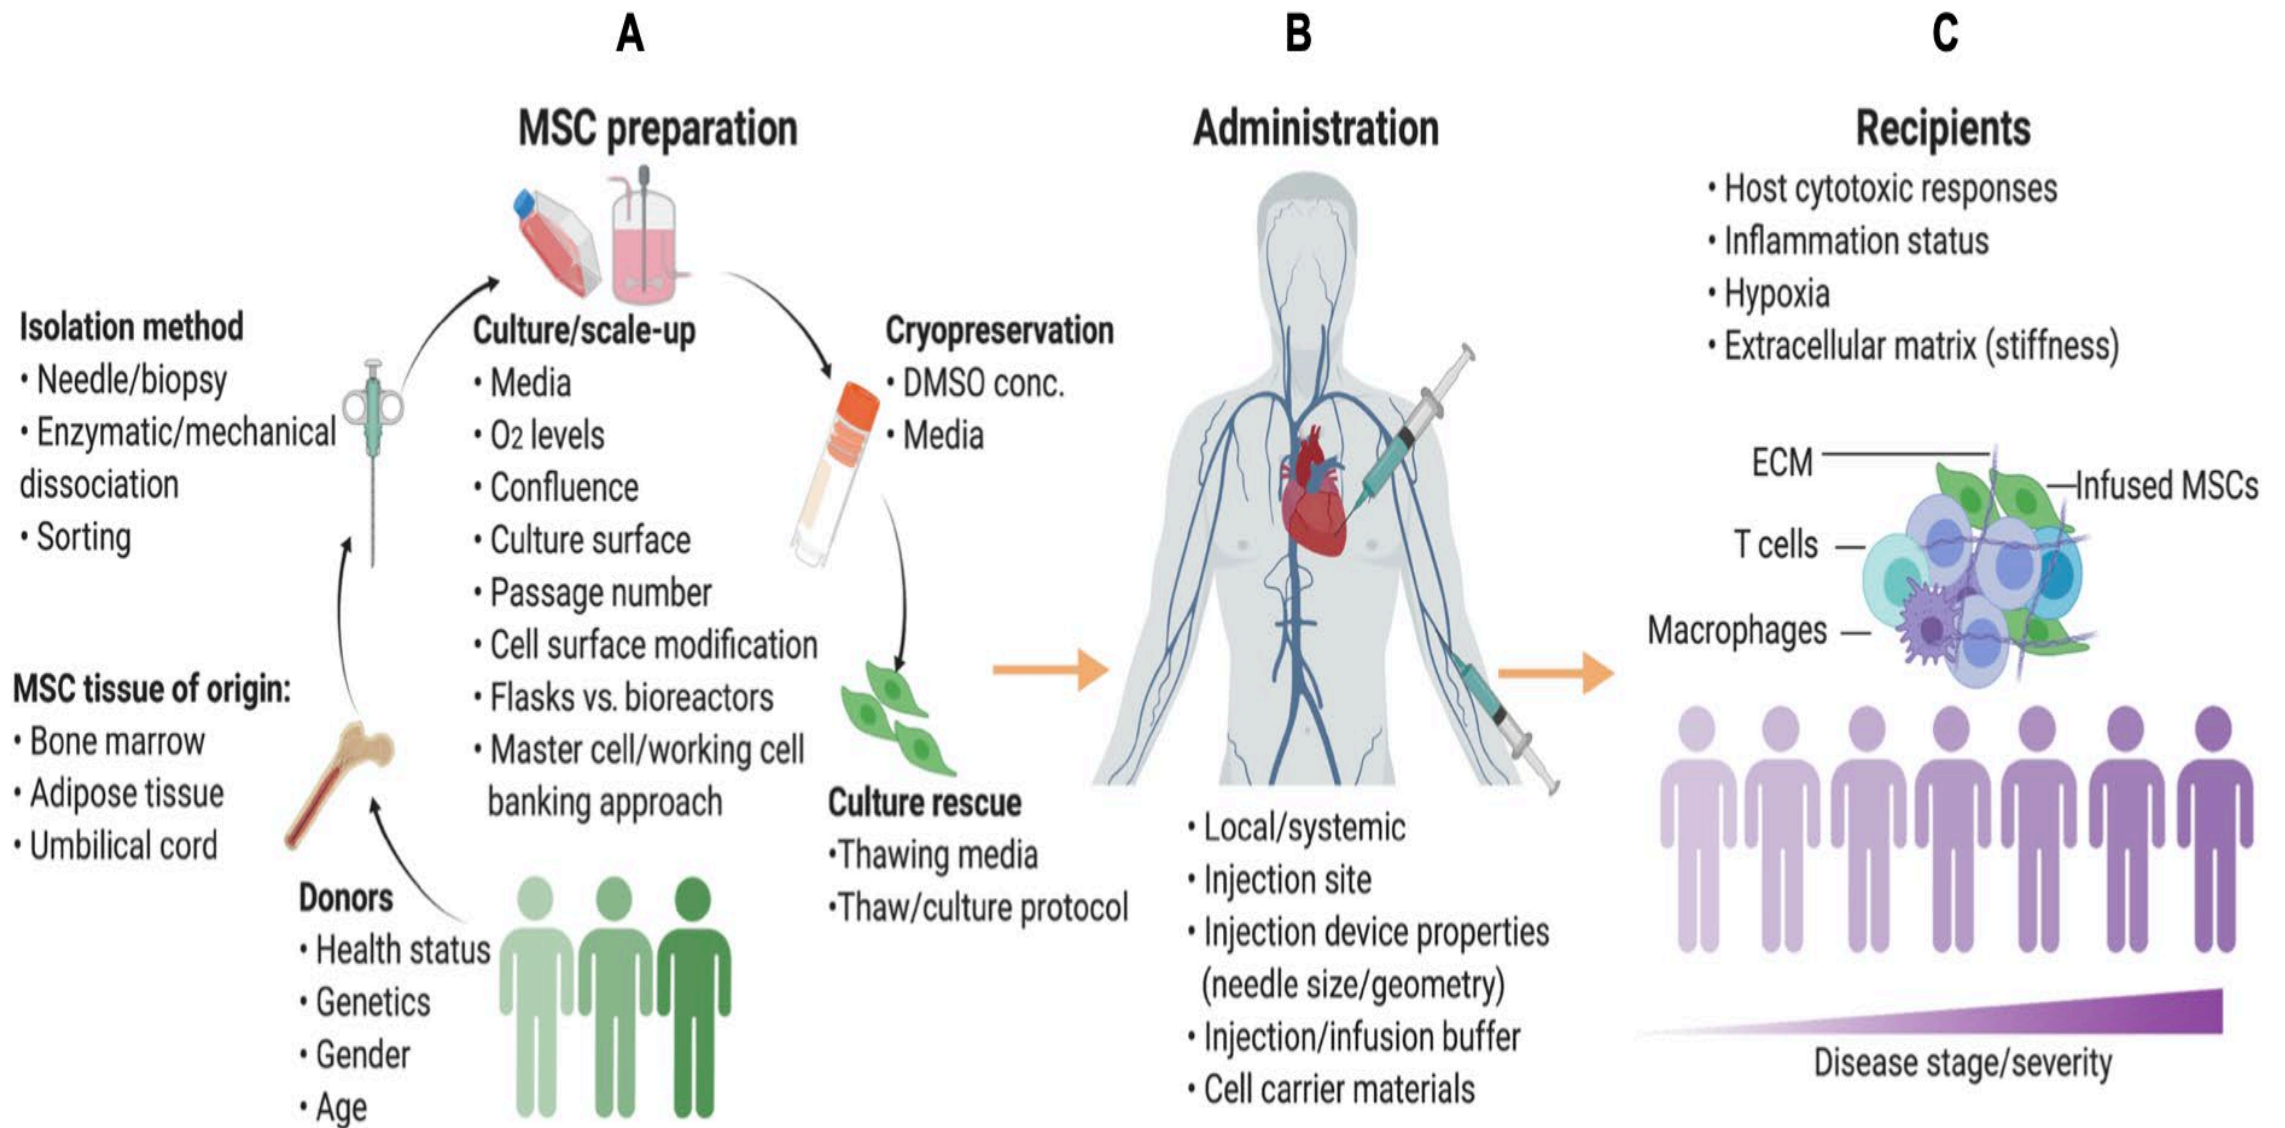 A
MSC preparation
Isolation method
• Needle/biopsy
• Enzymatic/mechanical
dissociation
• Sorting
MSC tissue of origin:
• Bone marrow
• Adipose tissue
• Umbilical cord
Donors
• Health status
• Genetics
• Gender
• Age
Culture/scale-up
• Media
• O2 levels
• Confluence
• Culture surface
• Passage number
• Cell surface modification
• Flasks vs. bioreactors
• Master cell/working cell
banking approach
Cryopreservation
• DMSO conc.
• Media
Culture rescue
•Thawing media
•Thaw/culture protocol
B
Administration
• Local/systemic
• Injection site
• Injection device properties
(needle size/geometry)
• Injection/infusion buffer
• Cell carrier materials
C
Recipients
• Host cytotoxic responses
• Inflammation status
• Hypoxia
• Extracellular matrix (stiffness)
ECM
Infused MSCs
T cells
Macrophages
Disease stage/severity